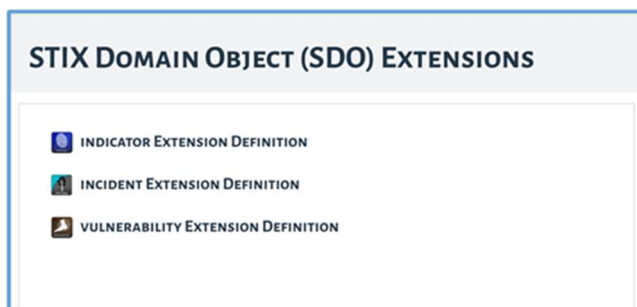 STIX Domain Object (SDO) Extensions
indicator Extension Definition
incident Extension Definition
vulnerability Extension Definition